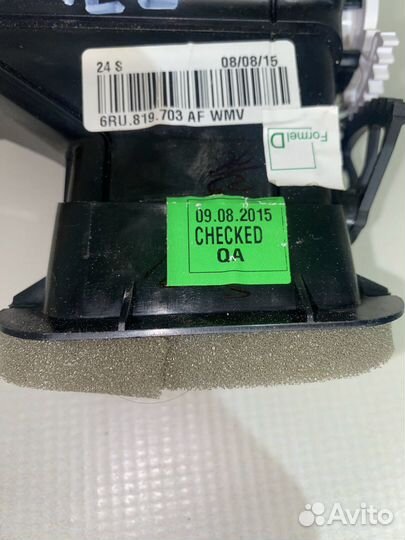 24 S 08/08/15
6RU.819.703 AF WMV
FormelD
09.08.2015
CHECKED
QA
Avito